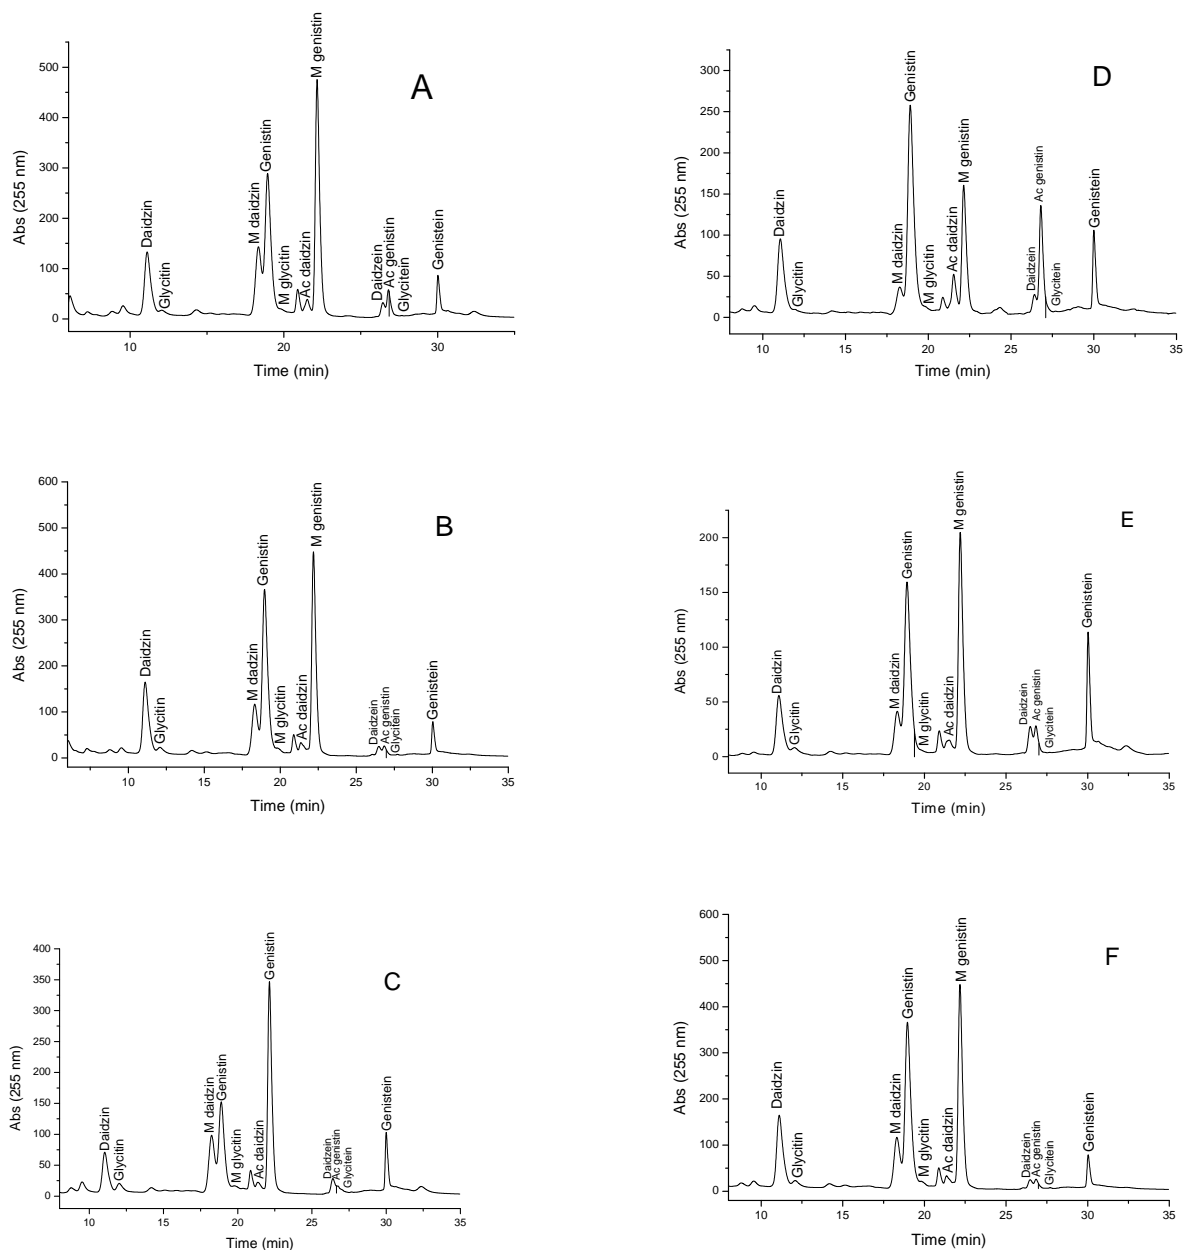 A
Abs (255 nm)
500
400
300
200
100
0
Daidzin
Glycitin
M daidzin
Genistin
M glycitin
Ac daidzin
M genistin
Daidzein
Ac genistin
Glycitein
Genistein
10
20
30
Time (min)
D
Abs (255 nm)
300
250
200
150
100
50
0
Daidzin
Glycitin
M daidzin
Genistin
M glycitin
Ac daidzin
M genistin
Daidzein
Ac genistin
Glycitein
Genistein
10
15
20
25
30
35
Time (min)
B
Abs (255 nm)
600
500
400
300
200
100
0
Daidzin
Glycitin
M dadzin
Genistin
M glycitin
Ac daidzin
M genistin
Daidzein
Ac genistin
Glycitein
Genistein
10
15
20
25
30
35
Time (min)
E
Abs (255 nm)
200
150
100
50
0
Daidzin
Glycitin
M daidzin
Genistin
M glycitin
Ac daidzin
M genistin
Daidzein
Ac genistin
Glycitein
Genistein
10
15
20
25
30
35
Time (min)
C
Abs (255 nm)
400
350
300
250
200
150
100
50
0
Daidzin
Glycitin
M daidzin
Genistin
M glycitin
Ac daidzin
Genistin
Daidzein
Ac genistin
Glycitein
Genistein
10
15
20
25
30
35
Time (min)
F
Abs (255 nm)
600
500
400
300
200
100
0
Daidzin
Glycitin
M daidzin
Genistin
M glycitin
Ac daidzin
M genistin
Daidzein
Ac genistin
Glycitein
Genistein
10
15
20
25
30
35
Time (min)